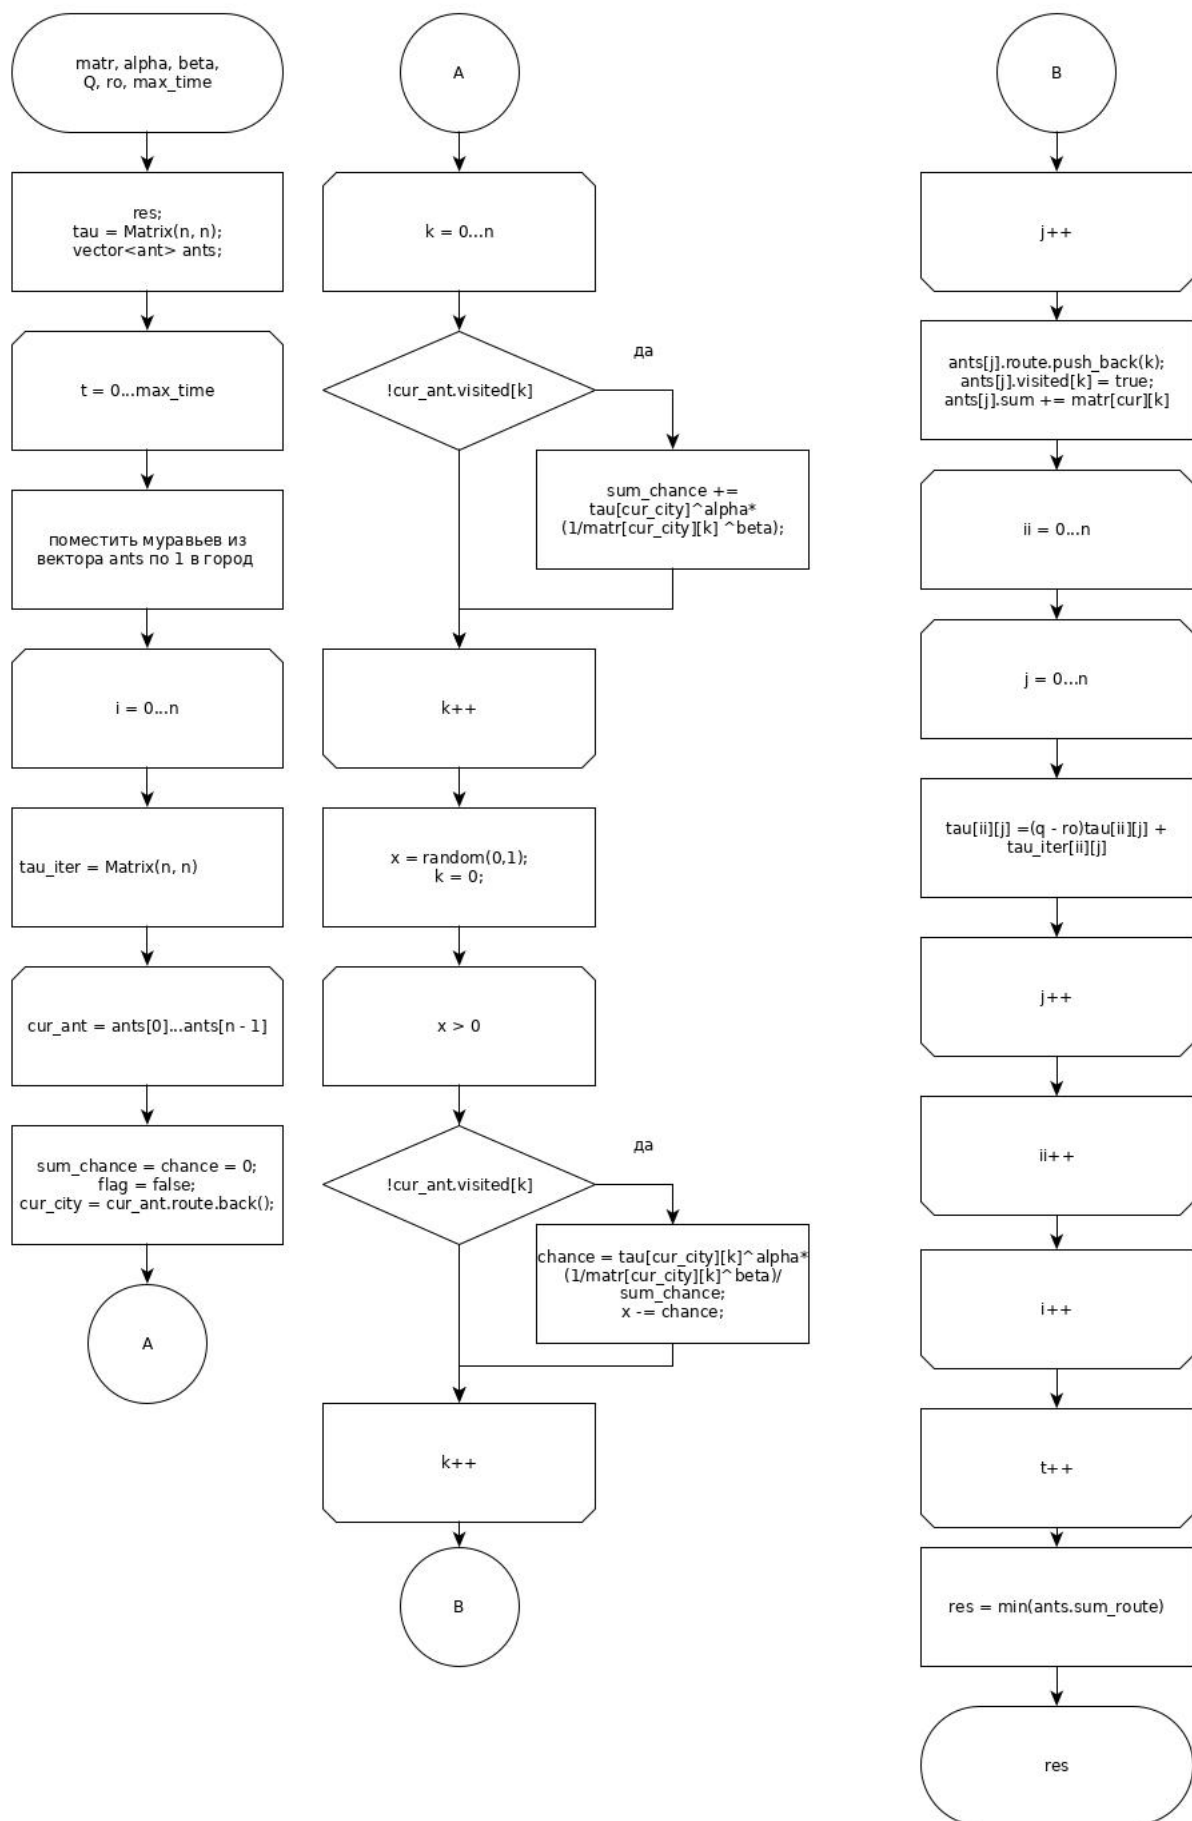 matr, alpha, beta,
Q, ro, max_time
res;
tau = Matrix(n, n);
vector<ant> ants;
t = 0...max_time
поместить муравьев из
вектора ants по 1 в город
i = 0...n
tau_iter = Matrix(n, n)
cur_ant = ants[0]...ants[n - 1]
sum_chance = chance = 0;
flag = false;
cur_city = cur_ant.route.back();
A
A
k = 0...n
!cur_ant.visited[k]
да
sum_chance +=
tau[cur_city]^alpha*
(1/matr[cur_city][k] ^beta);
k++
x = random(0,1);
k = 0;
x > 0
!cur_ant.visited[k]
да
chance = tau[cur_city][k]^alpha*
(1/matr[cur_city][k]^beta)/
sum_chance;
x -= chance;
k++
B
B
j++
ants[j].route.push_back(k);
ants[j].visited[k] = true;
ants[j].sum += matr[cur][k]
ii = 0...n
j = 0...n
tau[ii][j] =(q - ro)tau[ii][j] +
tau_iter[ii][j]
j++
ii++
i++
t++
res = min(ants.sum_route)
res